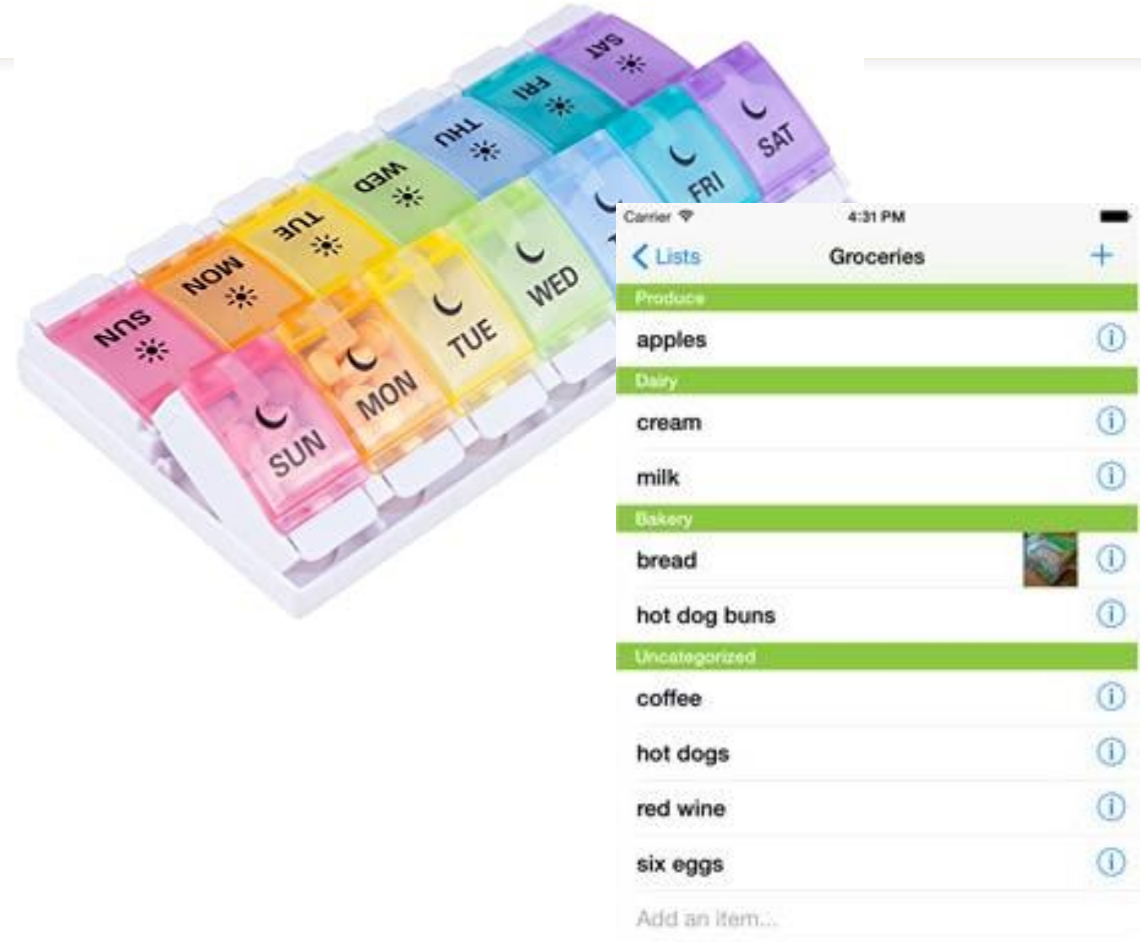 SAT
FRI
THU
WED
TUE
MON
SUN
SAT
FRI
WED
TUE
MON
SUN
Carrier 4:31 PM
Lists Groceries +
Produce
apples
Dairy
cream
milk
Bakery
bread
hot dog buns
Uncategorized
coffee
hot dogs
red wine
six eggs
Add an item...